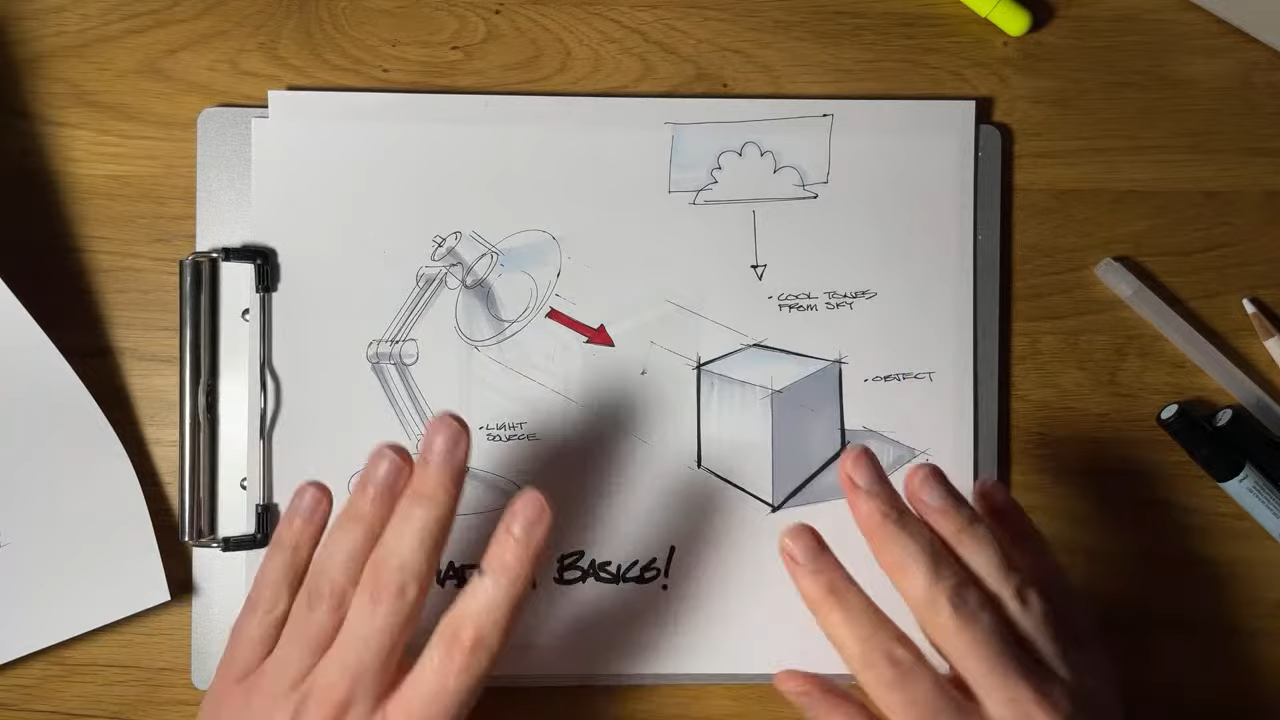 ·COOL TONES
FROM SKY
·OBJECT
·LIGHT
SOURCE
BASICS!